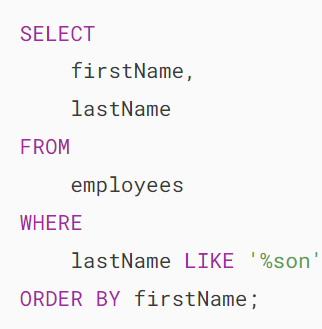 SELECT
    firstName,
    lastName
FROM
    employees
WHERE
    lastName LIKE '%son'
ORDER BY firstName;